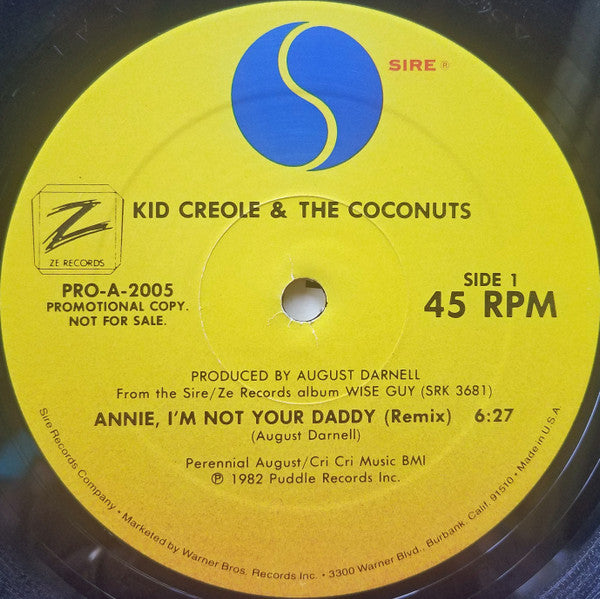 SIRE ®
KID CREOLE & THE COCONUTS
Z
ZE RECORDS
PRO-A-2005
PROMOTIONAL COPY.
NOT FOR SALE.
SIDE 1
45 RPM
PRODUCED BY AUGUST DARNELL
From the Sire/Ze Records album WISE GUY (SRK 3681)
ANNIE, I'M NOT YOUR DADDY (Remix) 6:27
(August Darnell)
Perennial August/Cri Cri Music BMI
℗ 1982 Puddle Records Inc.
Sire Records Company • Marketed by Warner Bros. Records Inc. • 3300 Warner Blvd., Burbank, Calif. 91510 • Made in U.S.A.